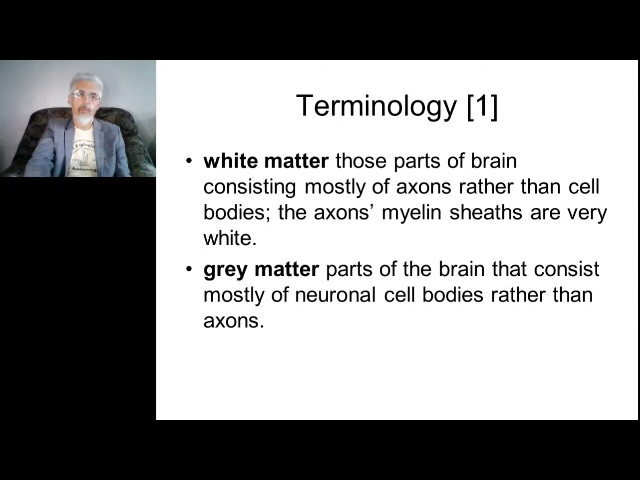 Terminology [1]
• white matter those parts of brain
consisting mostly of axons rather than cell
bodies; the axons’ myelin sheaths are very
white.
• grey matter parts of the brain that consist
mostly of neuronal cell bodies rather than
axons.